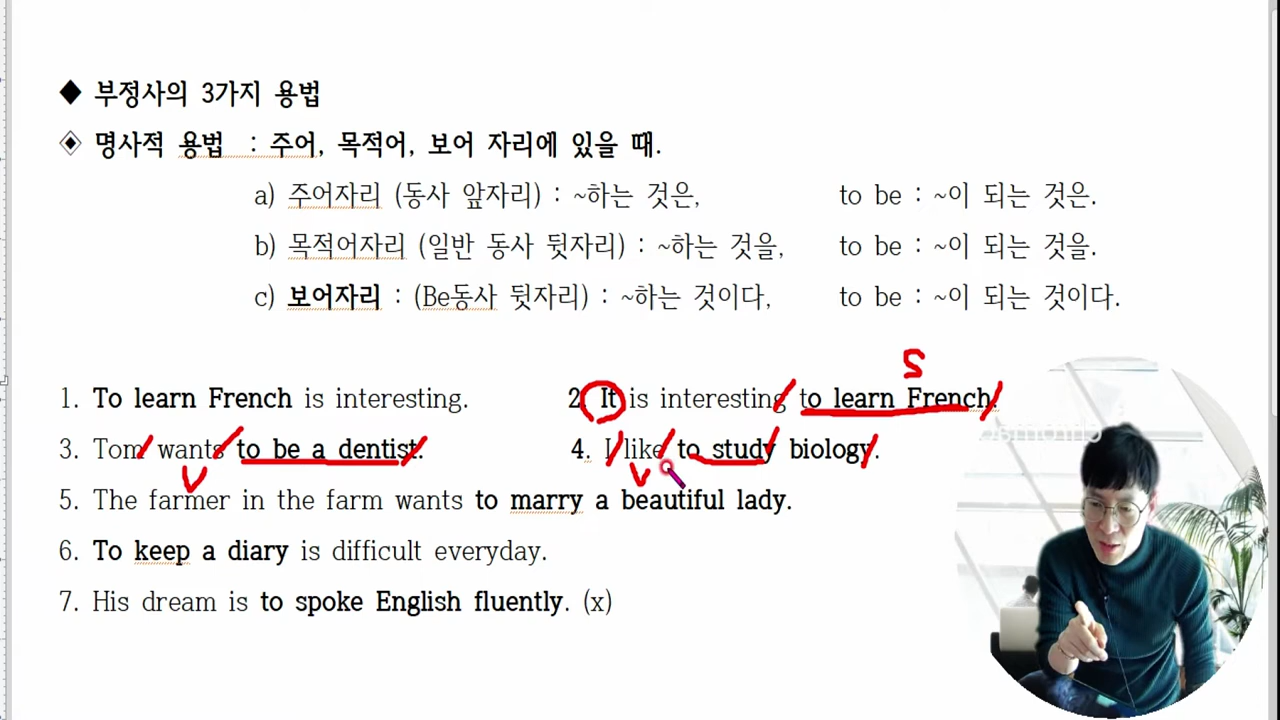 ◆ 부정사의 3가지 용법
◈ 명사적 용법 : 주어, 목적어, 보어 자리에 있을 때.
a) 주어자리 (동사 앞자리) : ~하는 것은, to be : ~이 되는 것은.
b) 목적어자리 (일반 동사 뒷자리) : ~하는 것을, to be : ~이 되는 것을.
c) 보어자리 : (Be동사 뒷자리) : ~하는 것이다, to be : ~이 되는 것이다.
S
1. To learn French is interesting. 2. It is interesting to learn French.
3. Tom wants to be a dentist. 4. I like to study biology.
V V
5. The farmer in the farm wants to marry a beautiful lady.
6. To keep a diary is difficult everyday.
7. His dream is to spoke English fluently. (x)